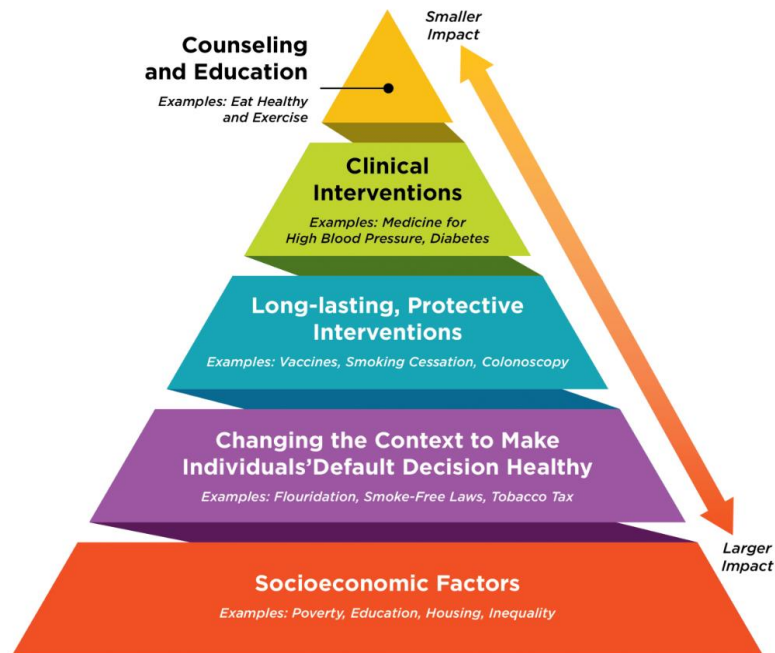 Smaller
Impact
Counseling
and Education
Examples: Eat Healthy
and Exercise
Clinical
Interventions
Examples: Medicine for
High Blood Pressure, Diabetes
Long-lasting, Protective
Interventions
Examples: Vaccines, Smoking Cessation, Colonoscopy
Changing the Context to Make
Individuals’Default Decision Healthy
Examples: Flouridation, Smoke-Free Laws, Tobacco Tax
Larger
Impact
Socioeconomic Factors
Examples: Poverty, Education, Housing, Inequality